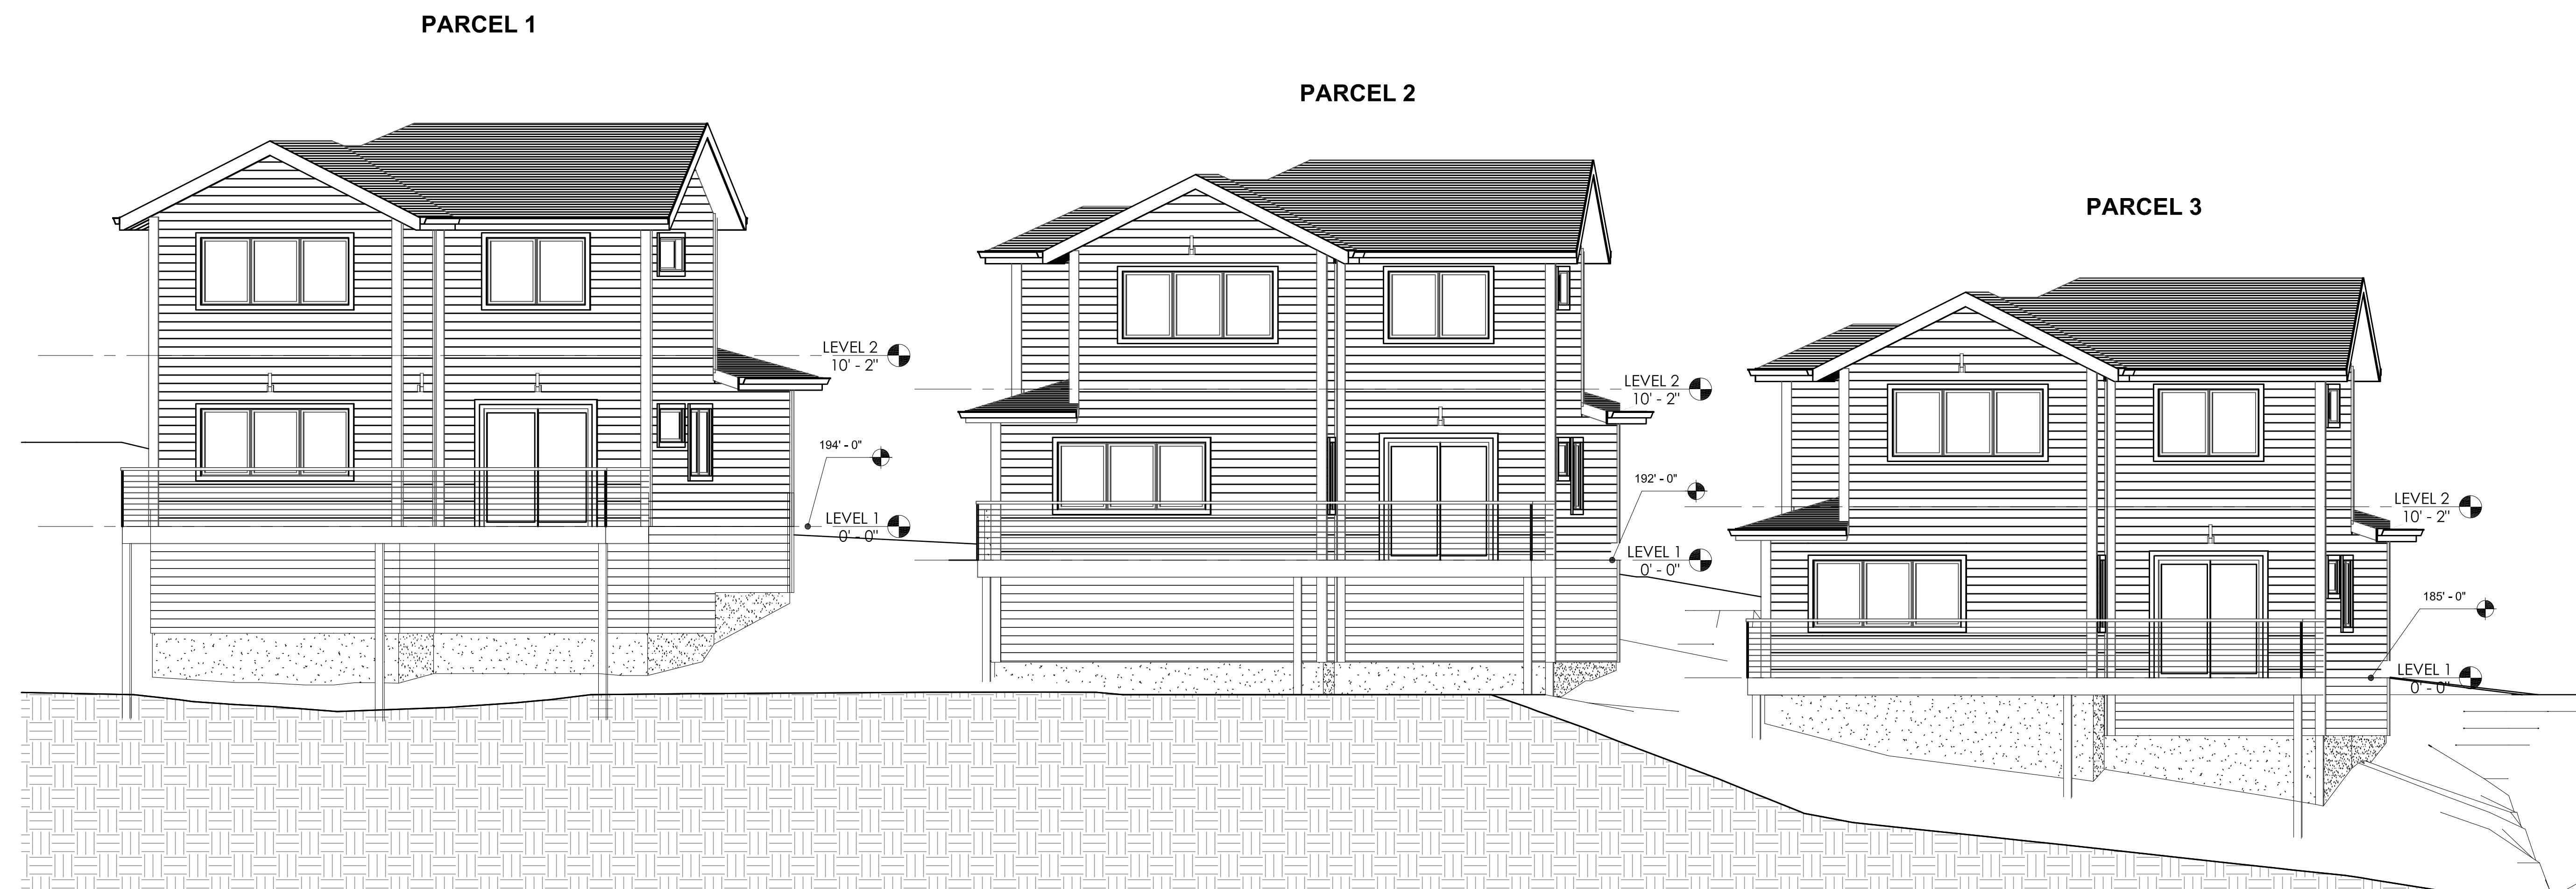 PARCEL 1
PARCEL 2
PARCEL 3
LEVEL 2
10' - 2"
194' - 0"
LEVEL 1
0' - 0"
LEVEL 2
10' - 2"
192' - 0"
LEVEL 1
0' - 0"
LEVEL 2
10' - 2"
185' - 0"
LEVEL 1
0' - 0"